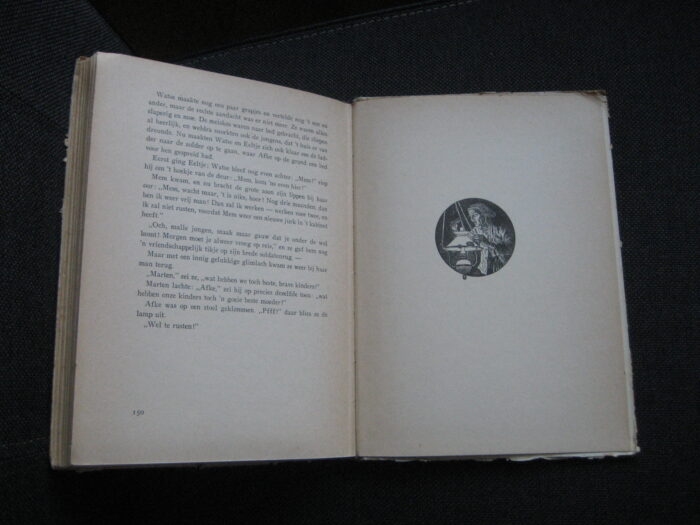 Watse maakte nog een paar grapjes en vertelde nog 't een en
ander, maar de rechte aandacht was er niet meer. Ze waren allen
slaperig en moe. De meiskes waren naar bed gebracht, die sliepen
al heerlijk, en weldra snorkten ook de jongens, dat 't huis er van
dreunde. Nu maakten Watse en Eeltje zich ook klaar om de lad-
der naar de zolder op te gaan, waar Afke op de grond een bed
voor hen gespreid had.
Eerst ging Eeltje: Watse bleef nog even achter: „Mem!” riep
hij om 't hoekje van de deur: „Mem, kom 'ns even hier!”
Mem kwam, en nu bracht de grote zoon zijn lippen bij haar
oor: „Mem, wacht maar, 't is niks, hoor! Nog drie maanden, dan
ben ik weer vrij man! Dan zal ik werken — werken voor twee, en
ik zal niet rusten, voordat Mem weer een nieuwe jurk in 't kabinet
heeft.”
„Och, malle jongen, maak maar gauw dat je onder de wol
komt! Morgen moet je alweer vroeg op reis,” en ze gaf hem nog
'n vriendschappelijk tikje op zijn brede soldatenrug. —
Maar met een innig gelukkige glimlach kwam ze weer bij haar
man terug.
„Marten,” zei ze, „wat hebben we toch beste, brave kinders!”
Marten lachte: „Afke,” zei hij op precies dezelfde toon: „wat
hebben onze kinders toch 'n goeie beste moeder!”
Afke was op een stoel geklommen. „Pfff!” daar blies ze de
lamp uit.
„Wel te rusten!”
150